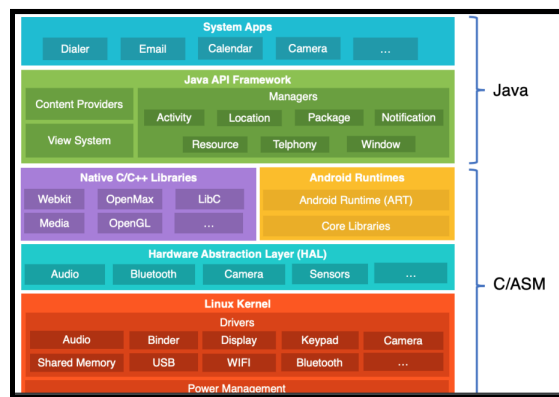 System Apps
Dialer Email Calendar Camera ...
Java API Framework
Content Providers
View System
Managers
Activity Location Package Notification
Resource Telphony Window
Java
Native C/C++ Libraries
Webkit OpenMax LibC
Media OpenGL ...
Android Runtimes
Android Runtime (ART)
Core Libraries
Hardware Abstraction Layer (HAL)
Audio Bluetooth Camera Sensors ...
C/ASM
Linux Kernel
Drivers
Audio Binder Display Keypad Camera
Shared Memory USB WIFI Bluetooth ...
Power Management